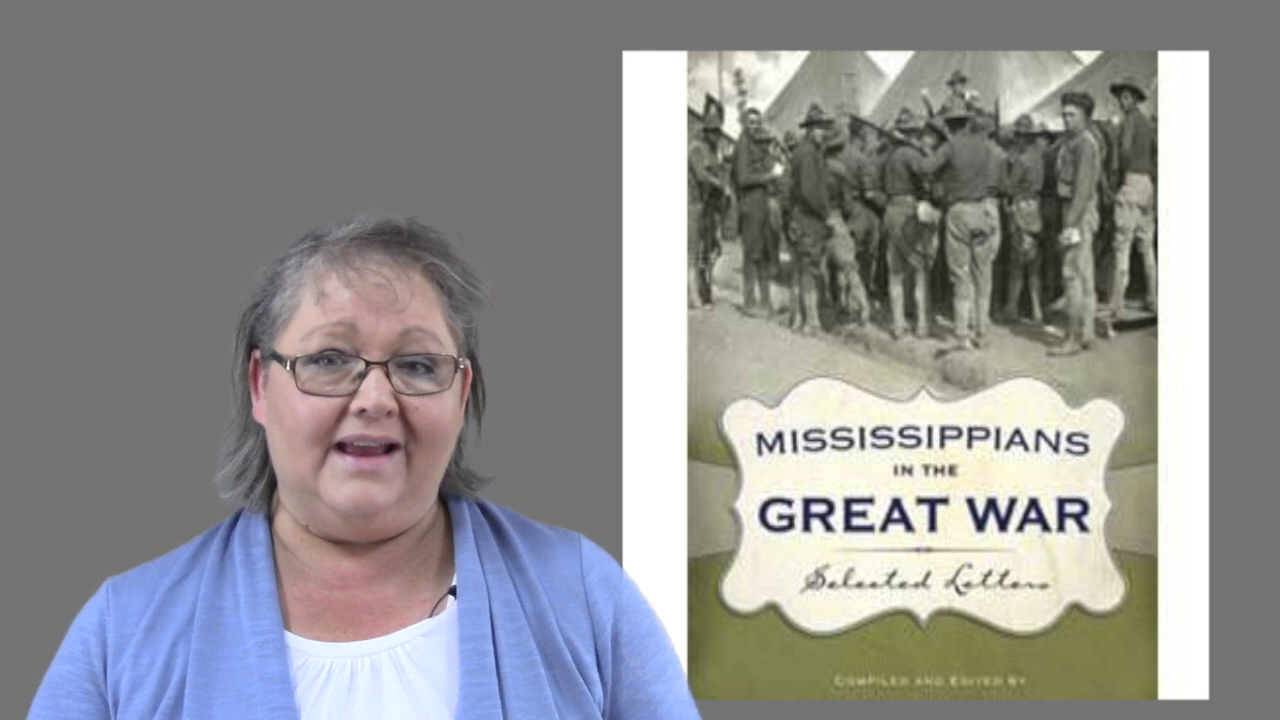 MISSISSIPPIANS
IN THE
GREAT WAR
Selected Letters
COMPILED AND EDITED BY